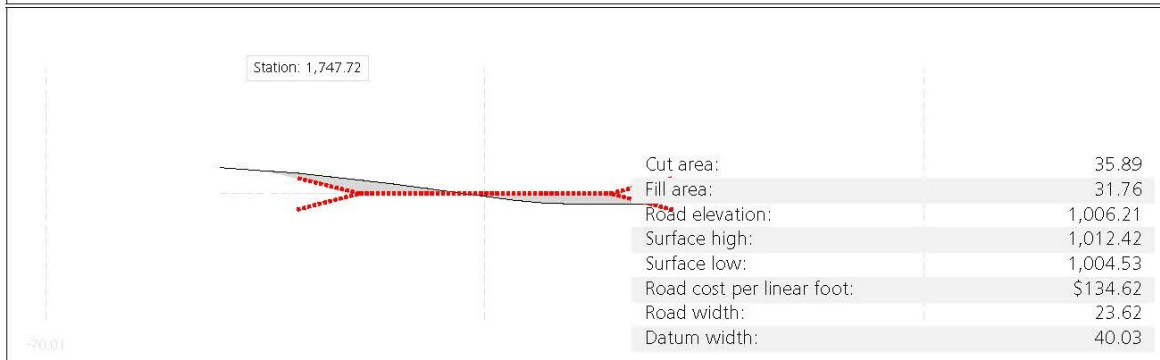 Station: 1,747.72
Cut area: 35.89
Fill area: 31.76
Road elevation: 1,006.21
Surface high: 1,012.42
Surface low: 1,004.53
Road cost per linear foot: $134.62
Road width: 23.62
Datum width: 40.03
-70.01